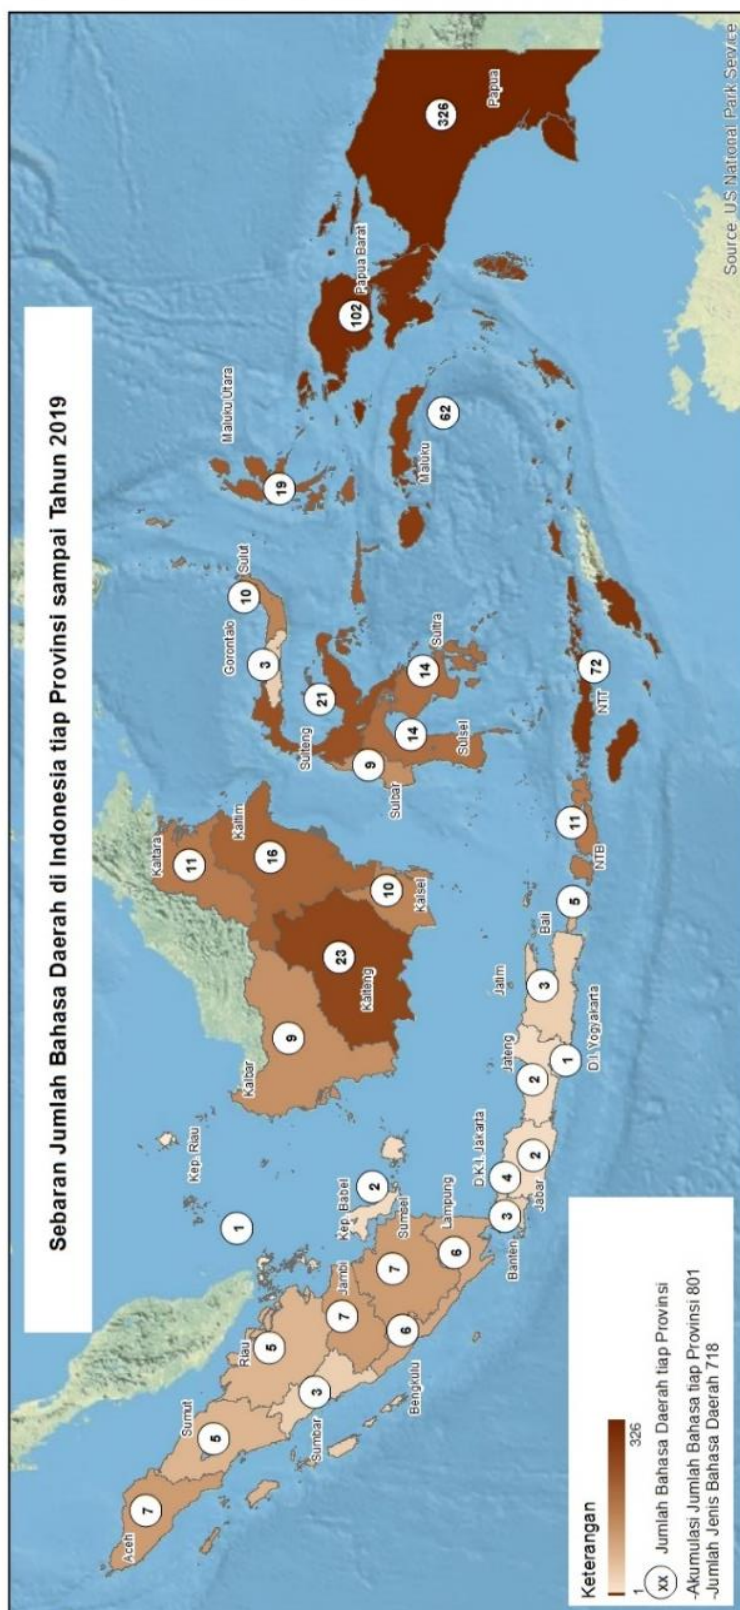 Sebaran Jumlah Bahasa Daerah di Indonesia tiap Provinsi sampai Tahun 2019
Aceh
7
Sumut
5
Riau
5
Kep. Riau
1
Sumbar
3
Jambi
7
Bengkulu
6
Sumsel
7
Kep. Babel
2
Lampung
6
Banten
3
D.K.I. Jakarta
4
Jabar
2
Jateng
2
D.I. Yogyakarta
1
Jatim
3
Bali
5
NTB
11
NTT
72
Kalbar
9
Kalteng
23
Kalsel
10
Kaltim
16
Kaltara
11
Sulbar
9
Sulsel
14
Sultra
14
Sulteng
21
Gorontalo
3
Sulut
10
Maluku Utara
19
Maluku
62
Papua Barat
102
Papua
326
Keterangan
1
326
xx Jumlah Bahasa Daerah tiap Provinsi
-Akumulasi Jumlah Bahasa tiap Provinsi 801
-Jumlah Jenis Bahasa Daerah 718
Source: US National Park Service